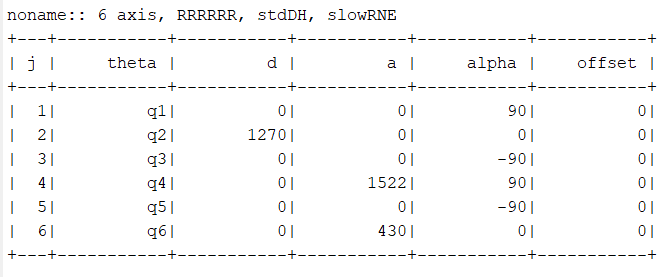 noname:: 6 axis, RRRRRR, stdDH, slowRNE
+---+-----------+-----------+-----------+-----------+-----------+
| j |     theta |         d |         a |     alpha |    offset |
+---+-----------+-----------+-----------+-----------+-----------+
|  1|         q1|          0|          0|         90|          0|
|  2|         q2|       1270|          0|          0|          0|
|  3|         q3|          0|          0|        -90|          0|
|  4|         q4|          0|       1522|         90|          0|
|  5|         q5|          0|          0|        -90|          0|
|  6|         q6|          0|        430|          0|          0|
+---+-----------+-----------+-----------+-----------+-----------+